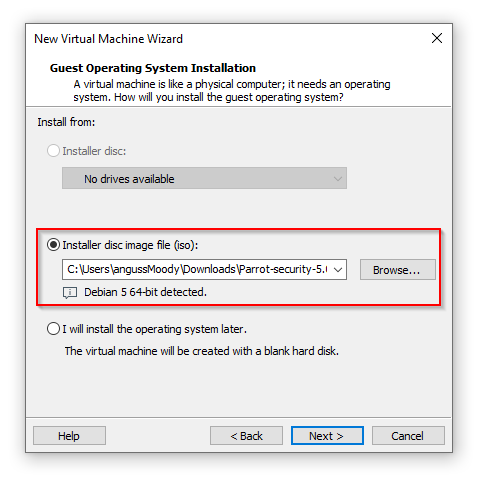 New Virtual Machine Wizard
Guest Operating System Installation
A virtual machine is like a physical computer; it needs an operating
system. How will you install the guest operating system?
Install from:
Installer disc:
No drives available
Installer disc image file (iso):
C:\Users\angussMoody\Downloads\Parrot-security-5.
Browse...
Debian 5 64-bit detected.
I will install the operating system later.
The virtual machine will be created with a blank hard disk.
Help
< Back
Next >
Cancel